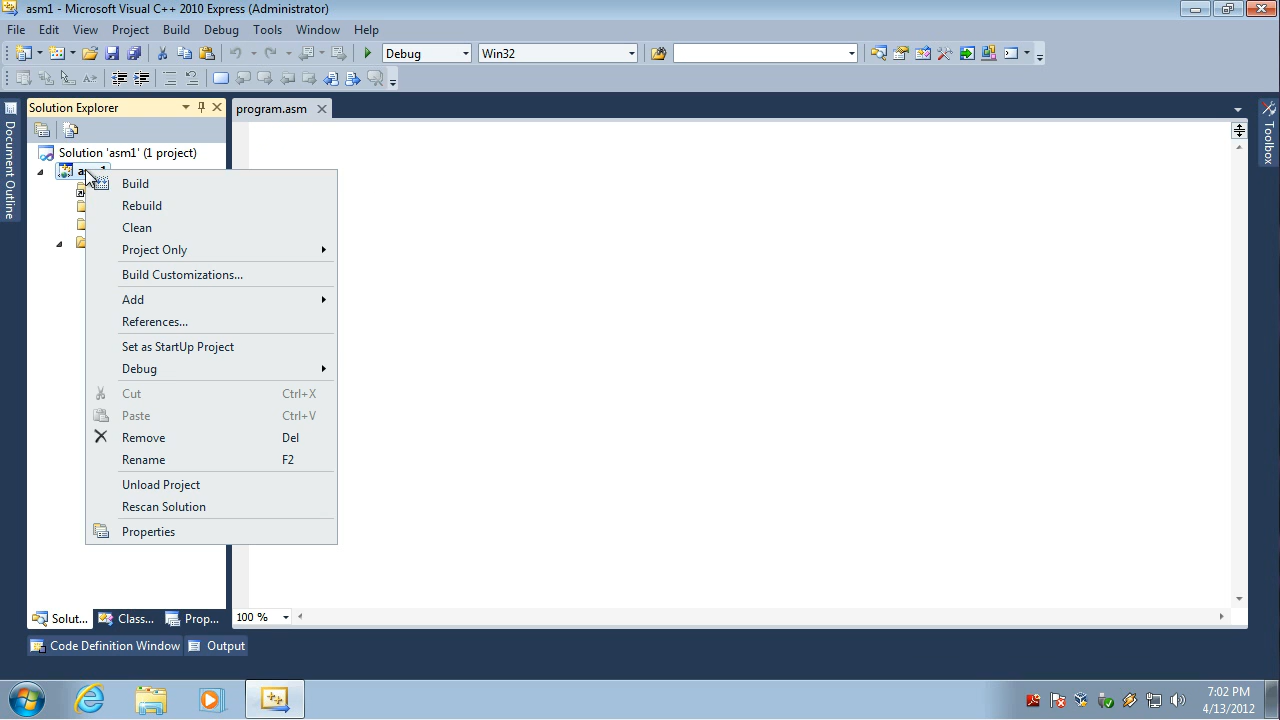 asm1 - Microsoft Visual C++ 2010 Express (Administrator)
File Edit View Project Build Debug Tools Window Help
Debug Win32
Solution Explorer
program.asm
Document Outline
Toolbox
Solution 'asm1' (1 project)
Build
Rebuild
Clean
Project Only
Build Customizations...
Add
References...
Set as StartUp Project
Debug
Cut Ctrl+X
Paste Ctrl+V
Remove Del
Rename F2
Unload Project
Rescan Solution
Properties
100 %
Solut... Class... Prop...
Code Definition Window Output
7:02 PM
4/13/2012